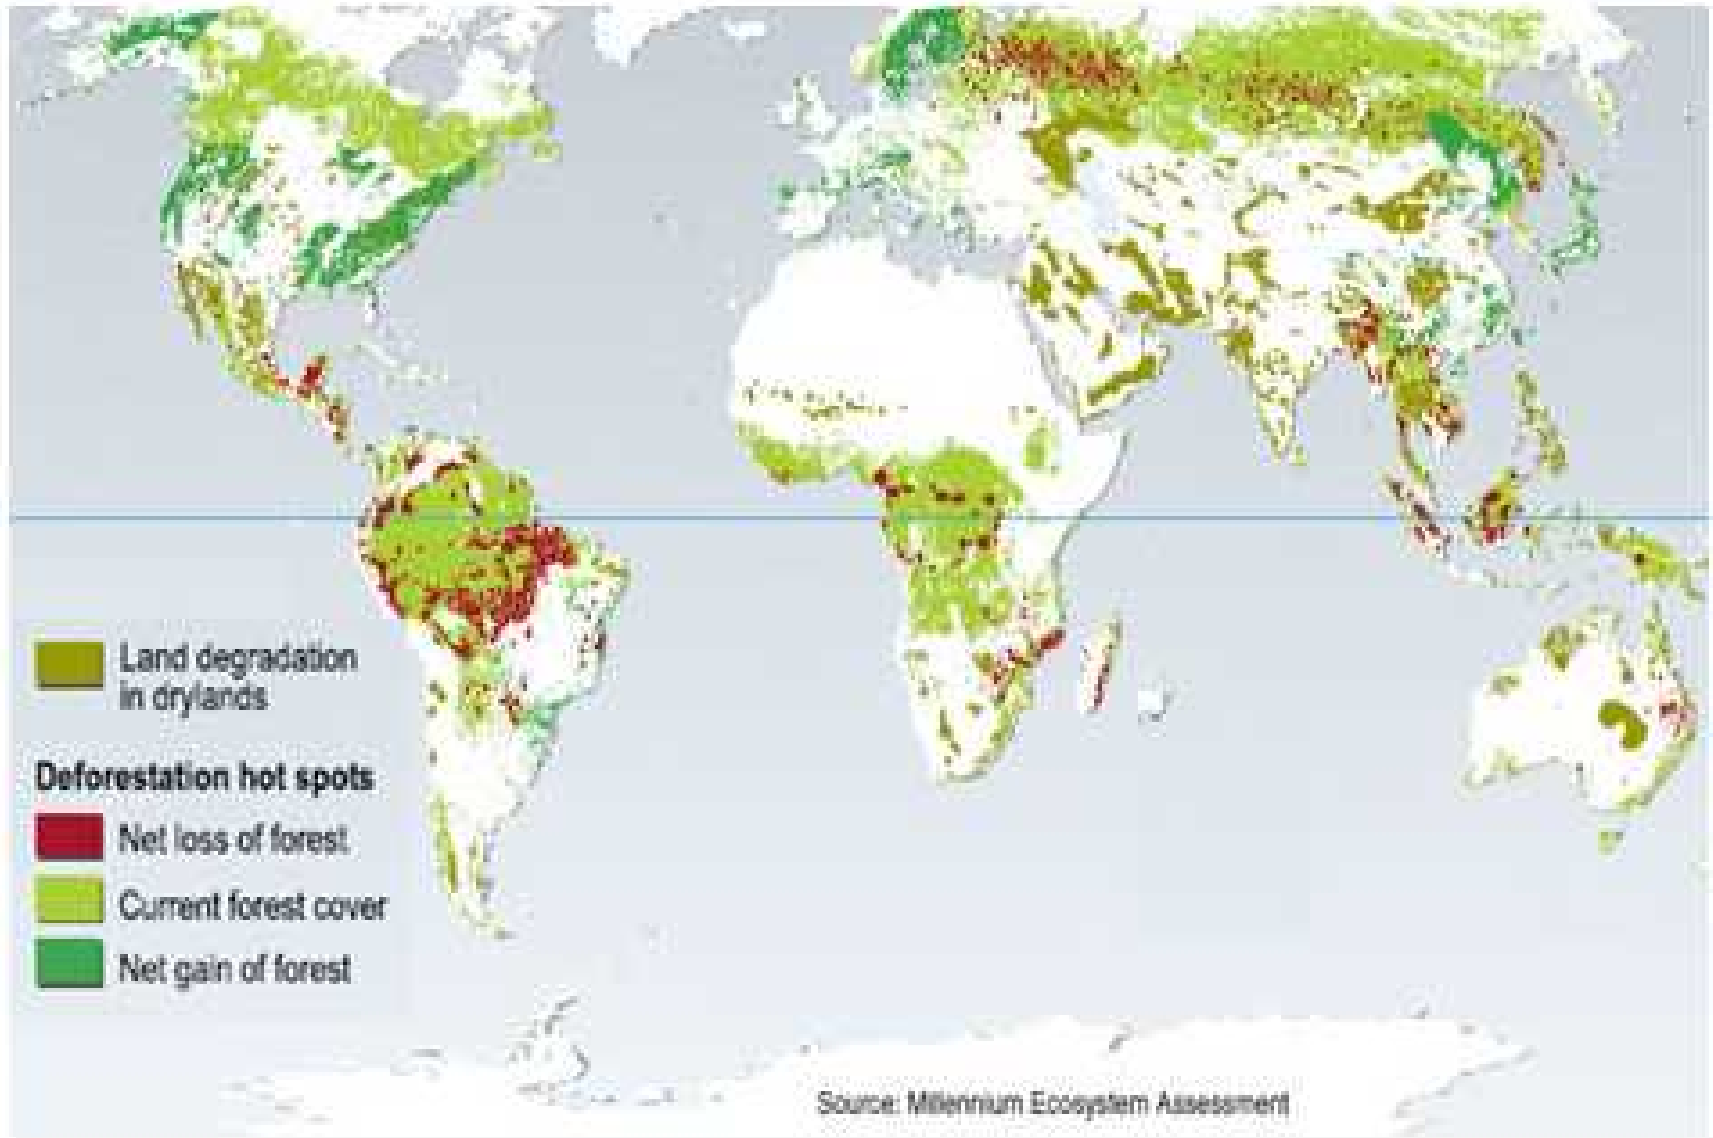 Land degradation
in drylands
Deforestation hot spots
Net loss of forest
Current forest cover
Net gain of forest
Source: Millennium Ecosystem Assessment